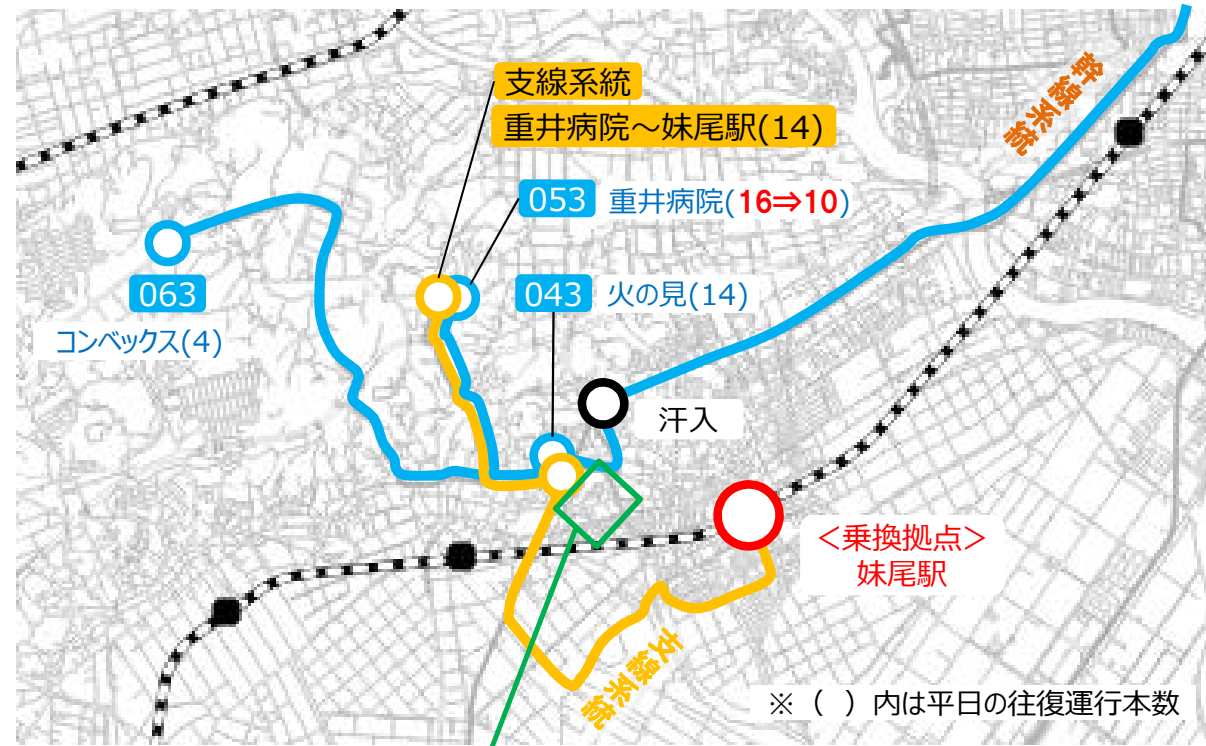 支線系統
重井病院～妹尾駅(14)
幹線系統
053 重井病院(16⇒10)
063
コンベックス(4)
043 火の見(14)
汗入
＜乗換拠点＞
妹尾駅
支線系統
※（ ）内は平日の往復運行本数